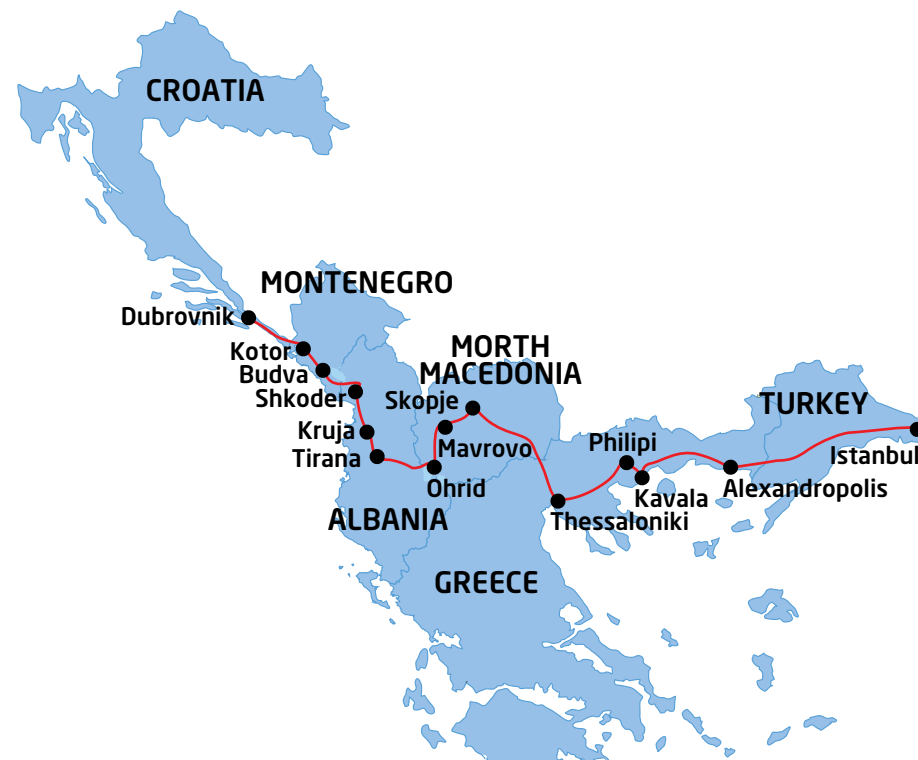 CROATIA
MONTENEGRO
Dubrovnik
Kotor
Budva
Shkoder
MORTH
MACEDONIA
Skopje
Kruja
Mavrovo
Tirana
Ohrid
ALBANIA
TURKEY
Philipi
Istanbul
Kavala
Alexandropolis
Thessaloniki
GREECE